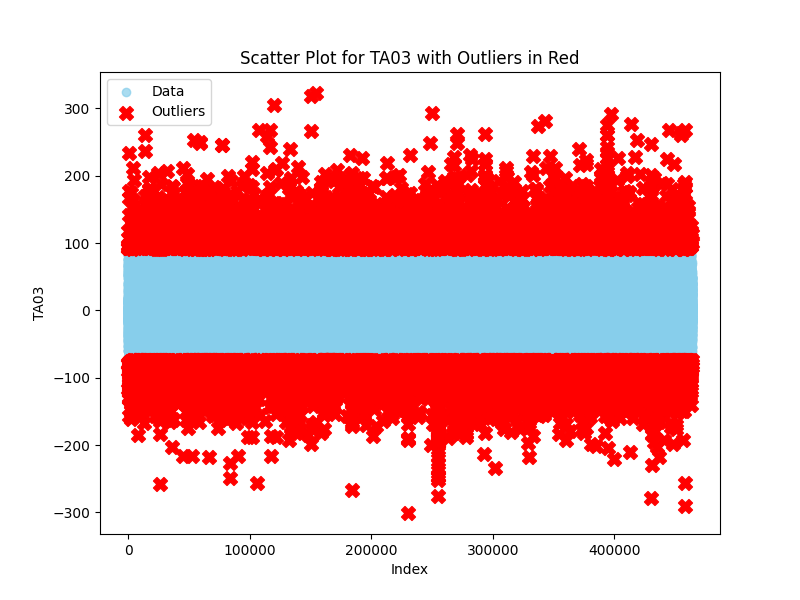 Scatter Plot for TA03 with Outliers in Red
Data
Outliers
300
200
100
0
−100
−200
−300
TA03
0
100000
200000
300000
400000
Index